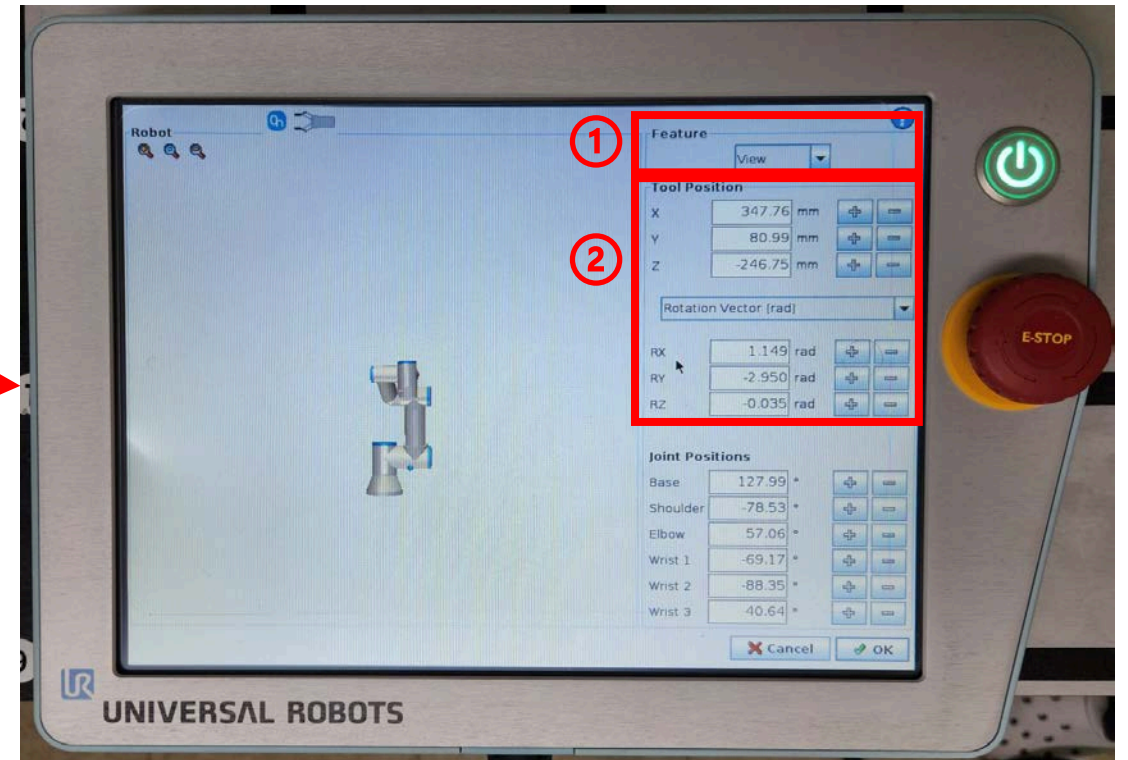 Robot
On
① Feature
View
② Tool Position
X 347.76 mm
Y 80.99 mm
Z -246.75 mm
Rotation Vector [rad]
RX 1.149 rad
RY -2.950 rad
RZ -0.035 rad
Joint Positions
Base 127.99 °
Shoulder -78.53 °
Elbow 57.06 °
Wrist 1 -69.17 °
Wrist 2 -88.35 °
Wrist 3 40.64 °
Cancel OK
E-STOP
UR
UNIVERSAL ROBOTS